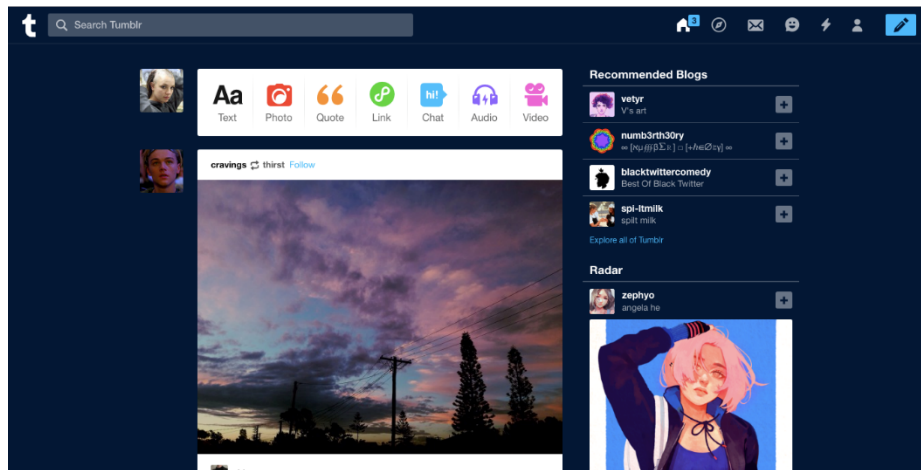 t
Search Tumblr
3
Aa
Text
Photo
Quote
Link
hi!
Chat
Audio
Video
cravings thirst Follow
Recommended Blogs
vetyr
V's art
numb3rth30ry
blacktwittercomedy
Best Of Black Twitter
spi-ltmilk
spilt milk
Explore all of Tumblr
Radar
zephyo
angela he